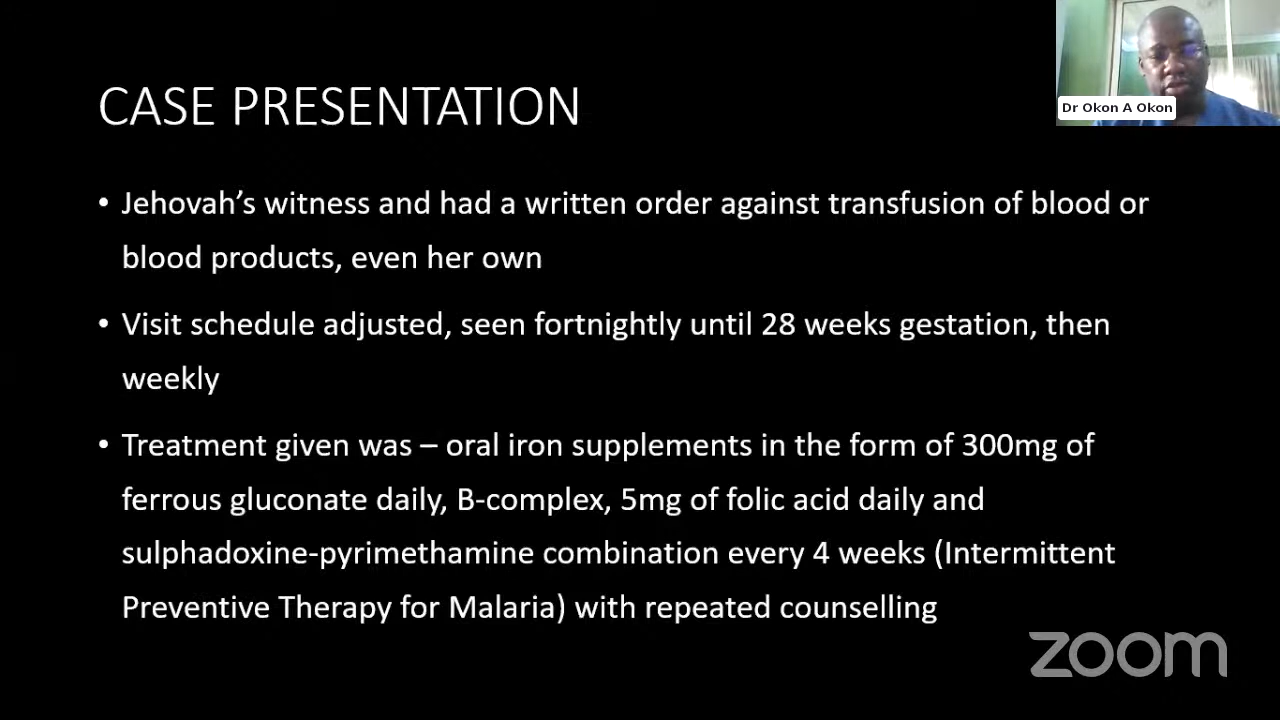 Dr Okon A Okon
CASE PRESENTATION
• Jehovah’s witness and had a written order against transfusion of blood or
blood products, even her own
• Visit schedule adjusted, seen fortnightly until 28 weeks gestation, then
weekly
• Treatment given was – oral iron supplements in the form of 300mg of
ferrous gluconate daily, B-complex, 5mg of folic acid daily and
sulphadoxine-pyrimethamine combination every 4 weeks (Intermittent
Preventive Therapy for Malaria) with repeated counselling
zoom